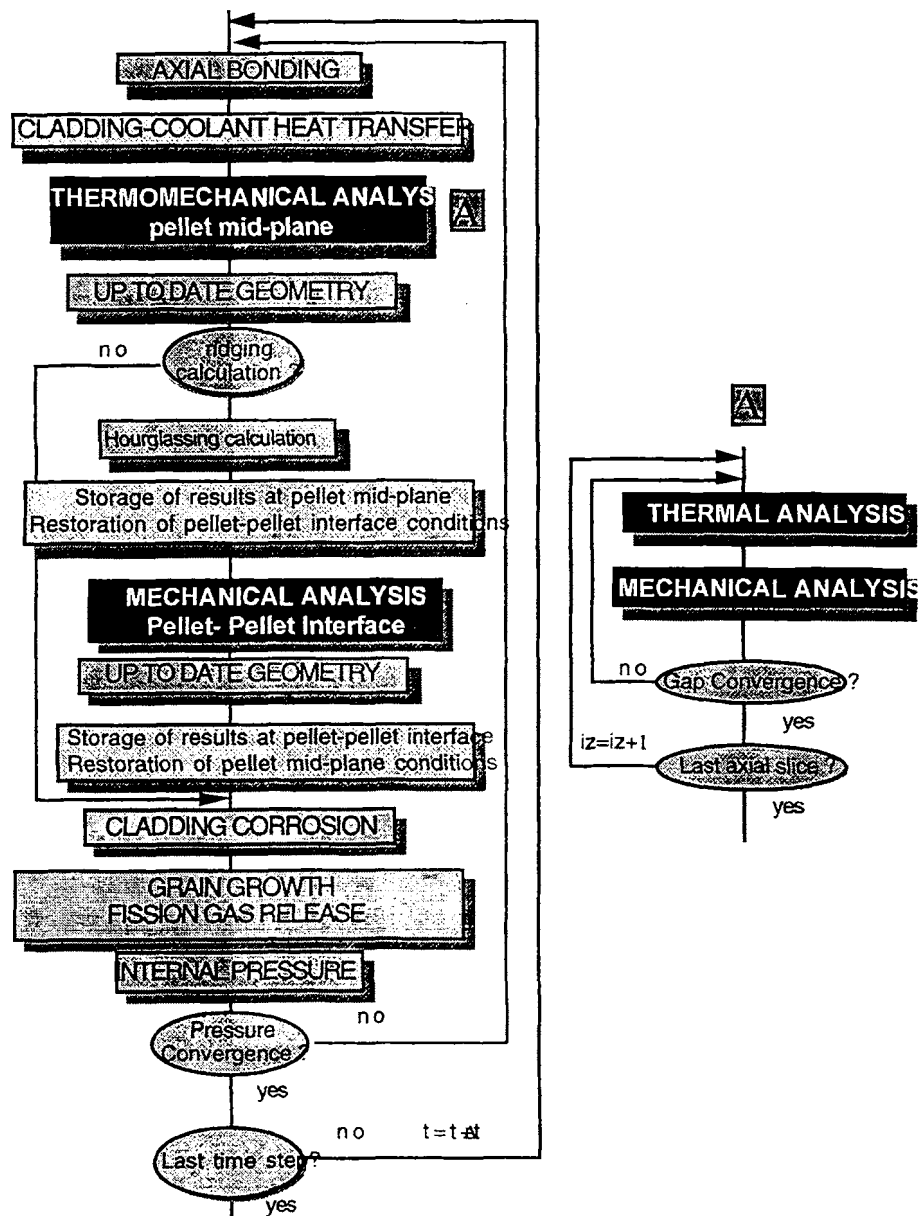 AXIAL BONDING
CLADDING-COOLANT HEAT TRANSFER
THERMOMECHANICAL ANALYS
pellet mid-plane
A
UP TO DATE GEOMETRY
no
ridging
calculation ?
Hourglassing calculation
Storage of results at pellet mid-plane
Restoration of pellet-pellet interface conditions
MECHANICAL ANALYSIS
Pellet- Pellet Interface
UP TO DATE GEOMETRY
Storage of results at pellet-pellet interface
Restoration of pellet mid-plane conditions
CLADDING CORROSION
GRAIN GROWTH
FISSION GAS RELEASE
INTERNAL PRESSURE
no
Pressure
Convergence ?
yes
no t=t+Δt
Last time step?
yes
A
THERMAL ANALYSIS
MECHANICAL ANALYSIS
no
Gap Convergence ?
yes
iz=iz+1
Last axial slice ?
yes